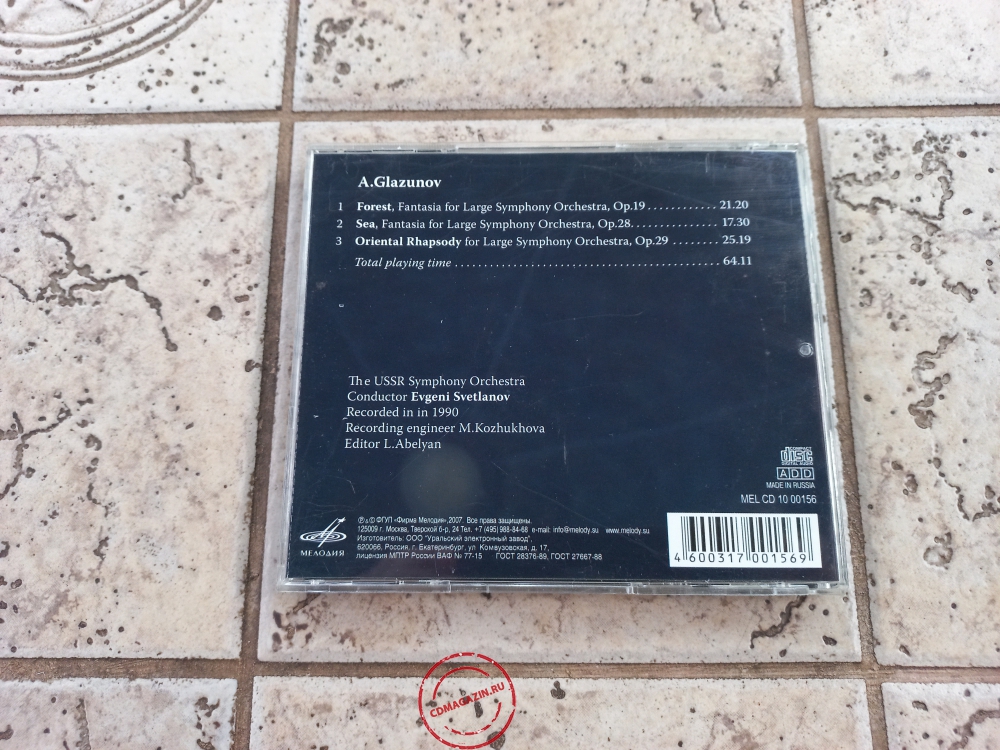 A.Glazunov
1 Forest, Fantasia for Large Symphony Orchestra, Op.19............ 21.20
2 Sea, Fantasia for Large Symphony Orchestra, Op.28............... 17.30
3 Oriental Rhapsody for Large Symphony Orchestra, Op.29 ........ 25.19
Total playing time ............................................... 64.11
The USSR Symphony Orchestra
Conductor Evgeni Svetlanov
Recorded in in 1990
Recording engineer M.Kozhukhova
Editor L.Abelyan
COMPACT
disc
DIGITAL AUDIO
ADD
MADE IN RUSSIA
MEL CD 10 00156
МЕЛОДИЯ
℗&© ФГУП «Фирма Мелодия»,2007. Все права защищены.
125009 г. Москва, Тверской б-р, 24 Тел. +7 (495) 988-84-68 e-mail: info@melody.su www.melody.su
Изготовитель: ООО "Уральский электронный завод".
620066, Россия, г. Екатеринбург, ул Комвузовская, д. 17,
лицензия МПТР России ВАФ № 77-15 ГОСТ 28376-89, ГОСТ 27667-88
4 600317 001569
CDMAGAZIN.RU